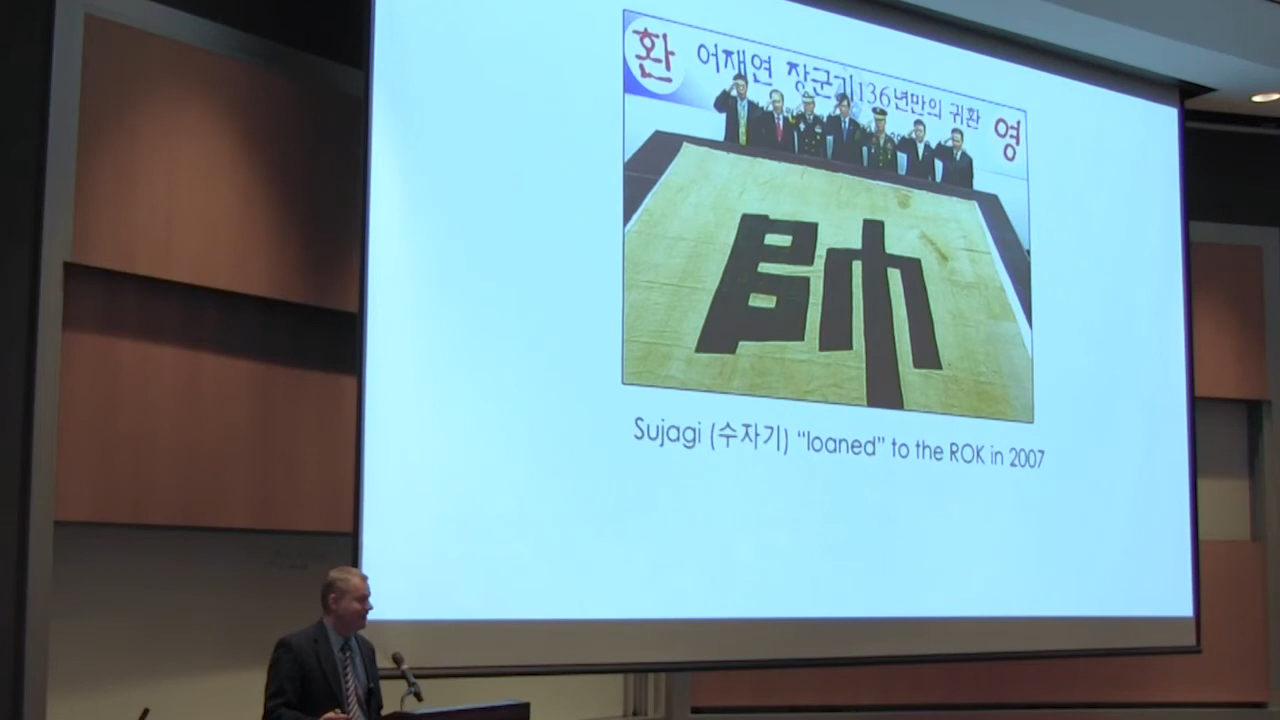 환 어재연 장군기136년만의 귀환 영
帥
Sujagi (수자기) “loaned” to the ROK in 2007